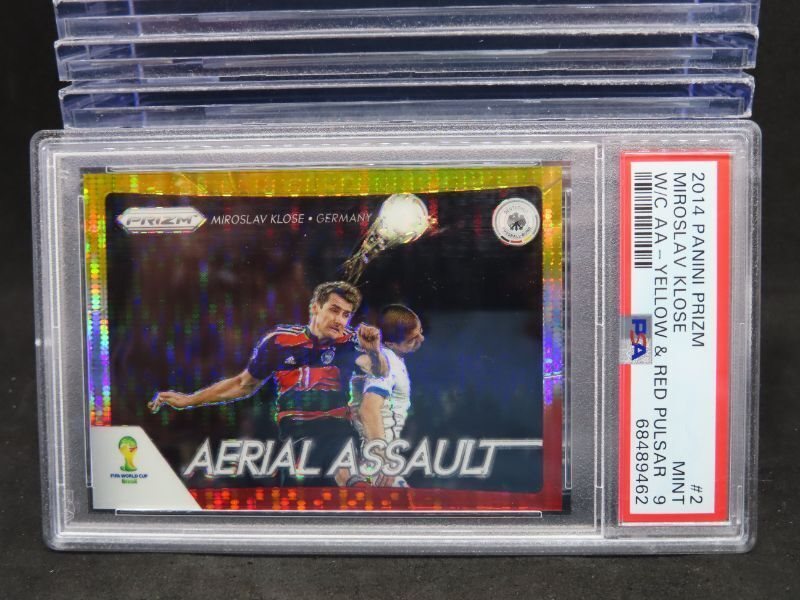 PRIZM MIROSLAV KLOSE • GERMANY
AERIAL ASSAULT
FIFA WORLD CUP
Brasil
2014 PANINI PRIZM #2
MIROSLAV KLOSE MINT
W/C AA – YELLOW & RED PULSAR 9
PSA 68489462